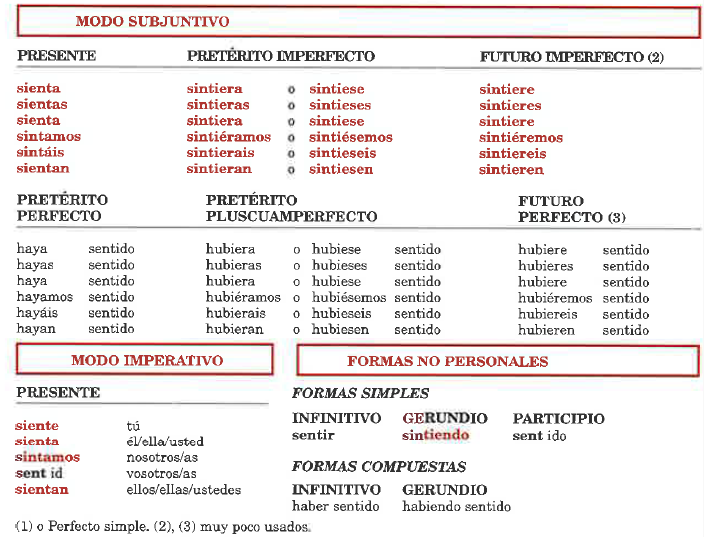 MODO SUBJUNTIVO
PRESENTE PRETÉRITO IMPERFECTO FUTURO IMPERFECTO (2)
sienta sintiera o sintiese sintiere
sientas sintieras o sintieses sintieres
sienta sintiera o sintiese sintiere
sintamos sintiéramos o sintiésemos sintiéremos
sintáis sintierais o sintieseis sintiereis
sientan sintieran o sintiesen sintieren
PRETÉRITO PRETÉRITO FUTURO
PERFECTO PLUSCUAMPERFECTO PERFECTO (3)
haya sentido hubiera o hubiese sentido hubiere sentido
hayas sentido hubieras o hubieses sentido hubieres sentido
haya sentido hubiera o hubiese sentido hubiere sentido
hayamos sentido hubiéramos o hubiésemos sentido hubiéremos sentido
hayáis sentido hubierais o hubieseis sentido hubiereis sentido
hayan sentido hubieran o hubiesen sentido hubieren sentido
MODO IMPERATIVO
PRESENTE
siente tú
sienta él/ella/usted
sintamos nosotros/as
sent id vosotros/as
sientan ellos/ellas/ustedes
FORMAS NO PERSONALES
FORMAS SIMPLES
INFINITIVO GERUNDIO PARTICIPIO
sentir sintiendo sent ido
FORMAS COMPUESTAS
INFINITIVO GERUNDIO
haber sentido habiendo sentido
(1) o Perfecto simple. (2), (3) muy poco usados.